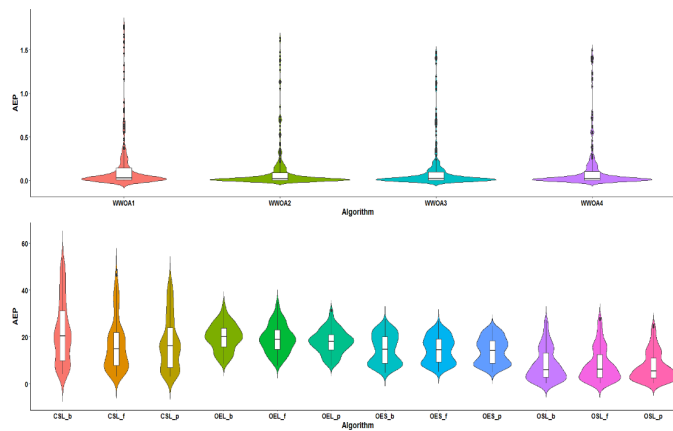 AEP
1.5
1.0
0.5
0.0
WWOA1 WWOA2 WWOA3 WWOA4
Algorithm
AEP
60
40
20
0
CSL_b CSL_f CSL_p OEL_b OEL_f OEL_p OES_b OES_f OES_p OSL_b OSL_f OSL_p
Algorithm